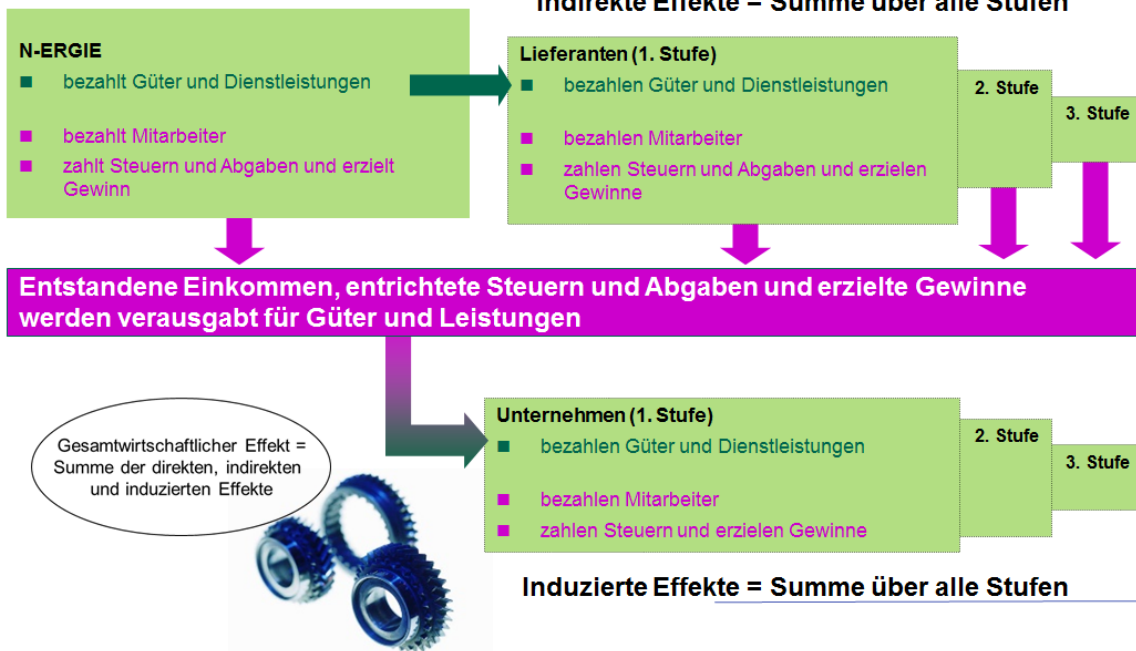 Indirekte Effekte = Summe über alle Stufen
N-ERGIE
bezahlt Güter und Dienstleistungen
bezahlt Mitarbeiter
zahlt Steuern und Abgaben und erzielt
Gewinn
Lieferanten (1. Stufe)
bezahlen Güter und Dienstleistungen
bezahlen Mitarbeiter
zahlen Steuern und Abgaben und erzielen
Gewinne
2. Stufe
3. Stufe
Entstandene Einkommen, entrichtete Steuern und Abgaben und erzielte Gewinne
werden verausgabt für Güter und Leistungen
Gesamtwirtschaftlicher Effekt =
Summe der direkten, indirekten
und induzierten Effekte
Unternehmen (1. Stufe)
bezahlen Güter und Dienstleistungen
bezahlen Mitarbeiter
zahlen Steuern und erzielen Gewinne
2. Stufe
3. Stufe
Induzierte Effekte = Summe über alle Stufen